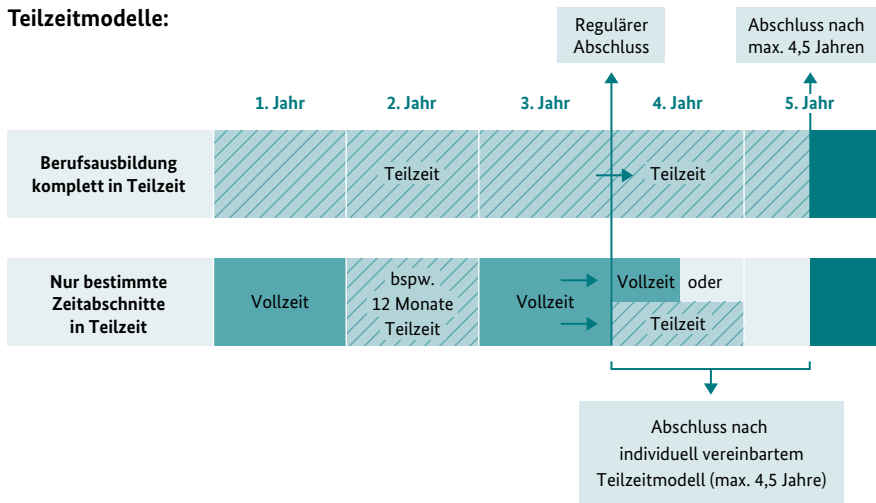 Teilzeitmodelle:
Regulärer
Abschluss
Abschluss nach
max. 4,5 Jahren
1. Jahr
2. Jahr
3. Jahr
4. Jahr
5. Jahr
Berufsausbildung
komplett in Teilzeit
Teilzeit
Teilzeit
Nur bestimmte
Zeitabschnitte
in Teilzeit
Vollzeit
bspw.
12 Monate
Teilzeit
Vollzeit
Vollzeit oder
Teilzeit
Abschluss nach
individuell vereinbartem
Teilzeitmodell (max. 4,5 Jahre)